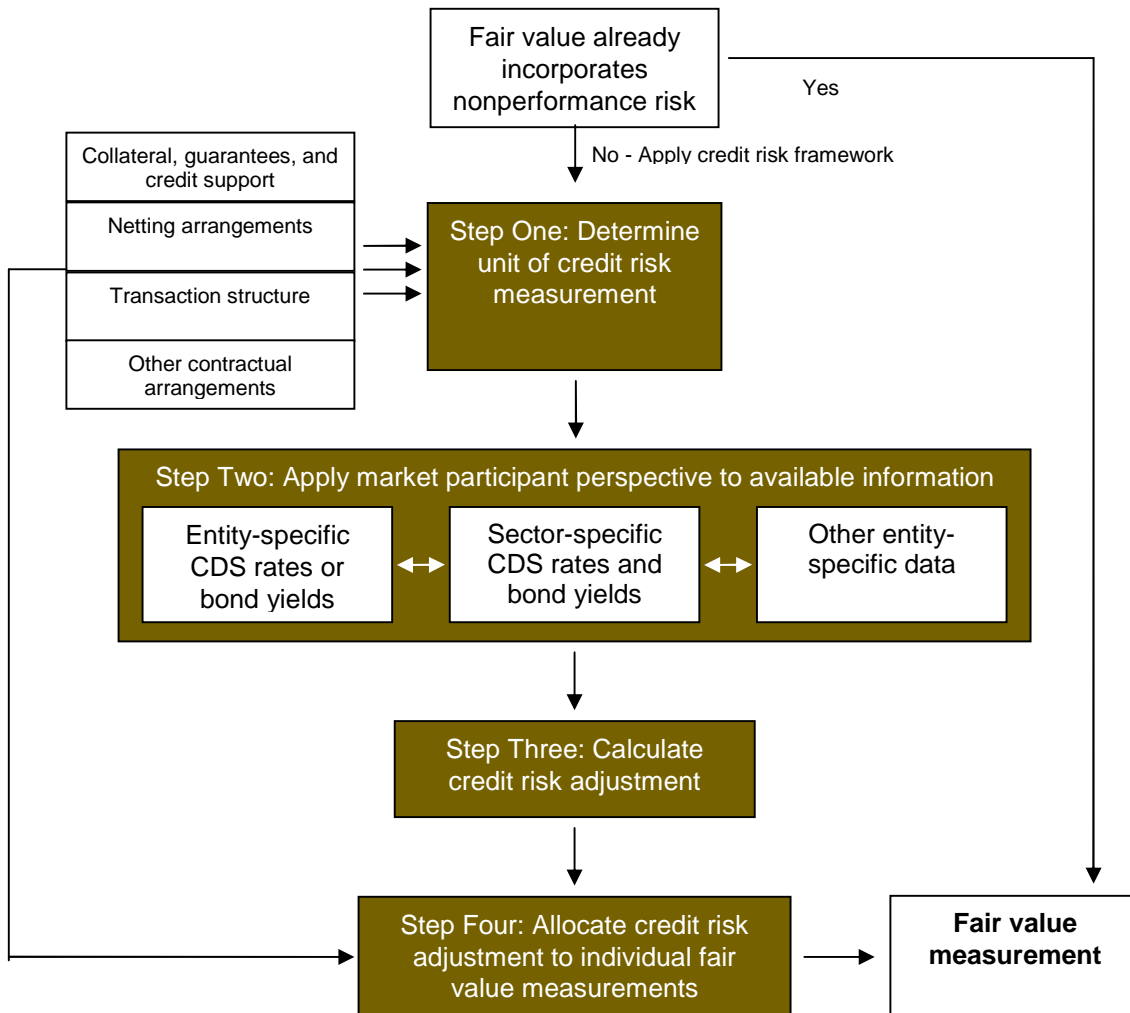 Fair value already
incorporates
nonperformance risk
Yes
No - Apply credit risk framework
Collateral, guarantees, and
credit support
Netting arrangements
Transaction structure
Other contractual
arrangements
Step One: Determine
unit of credit risk
measurement
Step Two: Apply market participant perspective to available information
Entity-specific
CDS rates or
bond yields
Sector-specific
CDS rates and
bond yields
Other entity-
specific data
Step Three: Calculate
credit risk adjustment
Step Four: Allocate credit risk
adjustment to individual fair
value measurements
Fair value
measurement